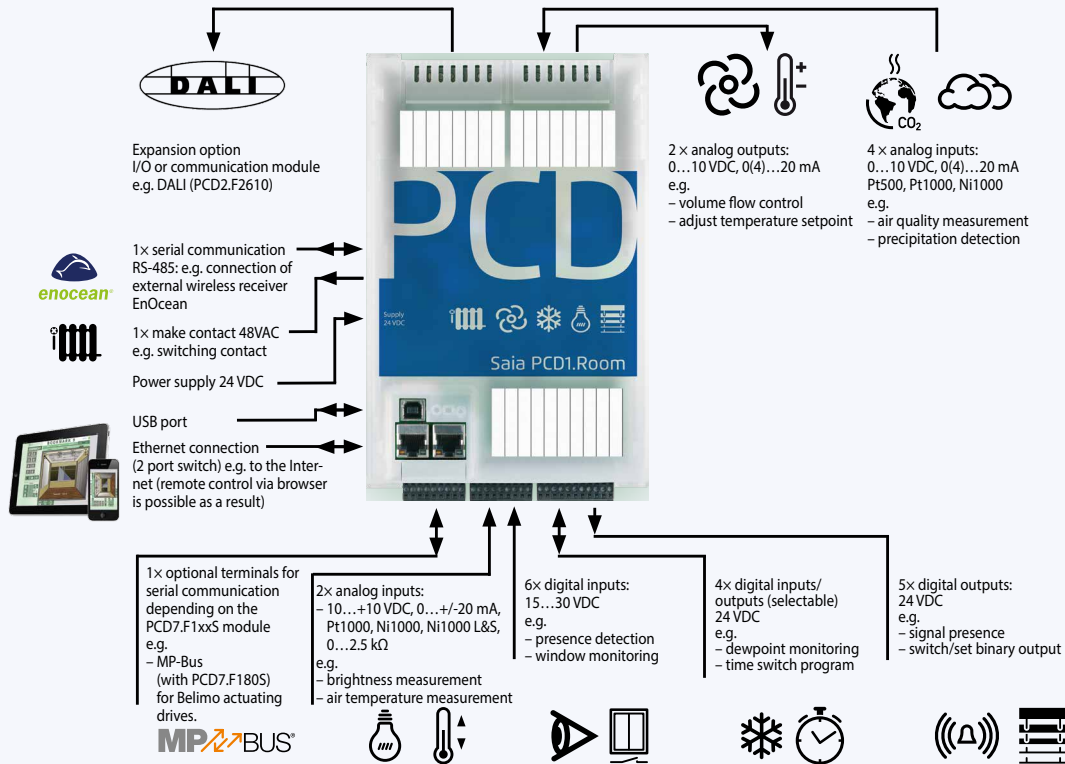 DALI
Expansion option
I/O or communication module
e.g. DALI (PCD2.F2610)
2 × analog outputs:
0…10 VDC, 0(4)…20 mA
e.g.
– volume flow control
– adjust temperature setpoint
CO2
4 × analog inputs:
0…10 VDC, 0(4)…20 mA
Pt500, Pt1000, Ni1000
e.g.
– air quality measurement
– precipitation detection
enocean®
1× serial communication
RS-485: e.g. connection of
external wireless receiver
EnOcean
1× make contact 48VAC
e.g. switching contact
Power supply 24 VDC
USB port
Ethernet connection
(2 port switch) e.g. to the Inter-
net (remote control via browser
is possible as a result)
PCD
Supply
24 VDC
Saia PCD1.Room
1× optional terminals for
serial communication
depending on the
PCD7.F1xxS module
e.g.
– MP-Bus
(with PCD7.F180S)
for Belimo actuating
drives.
MP BUS®
2× analog inputs:
– 10…+10 VDC, 0…+/-20 mA,
Pt1000, Ni1000, Ni1000 L&S,
0…2.5 kΩ
e.g.
– brightness measurement
– air temperature measurement
6× digital inputs:
15…30 VDC
e.g.
– presence detection
– window monitoring
4× digital inputs/
outputs (selectable)
24 VDC
e.g.
– dewpoint monitoring
– time switch program
5× digital outputs:
24 VDC
e.g.
– signal presence
– switch/set binary output